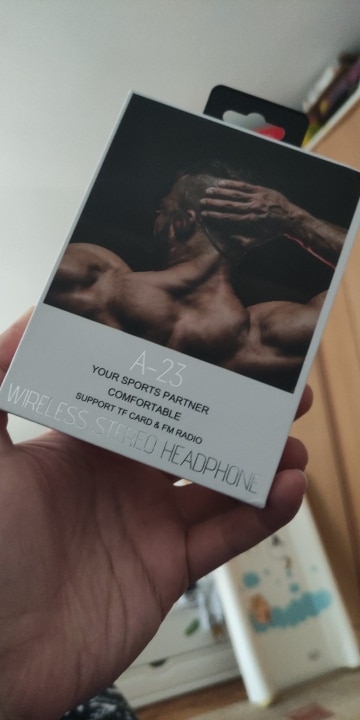 A-23
YOUR SPORTS PARTNER
COMFORTABLE
SUPPORT TF CARD & FM RADIO
WIRELESS STEREO HEADPHONE